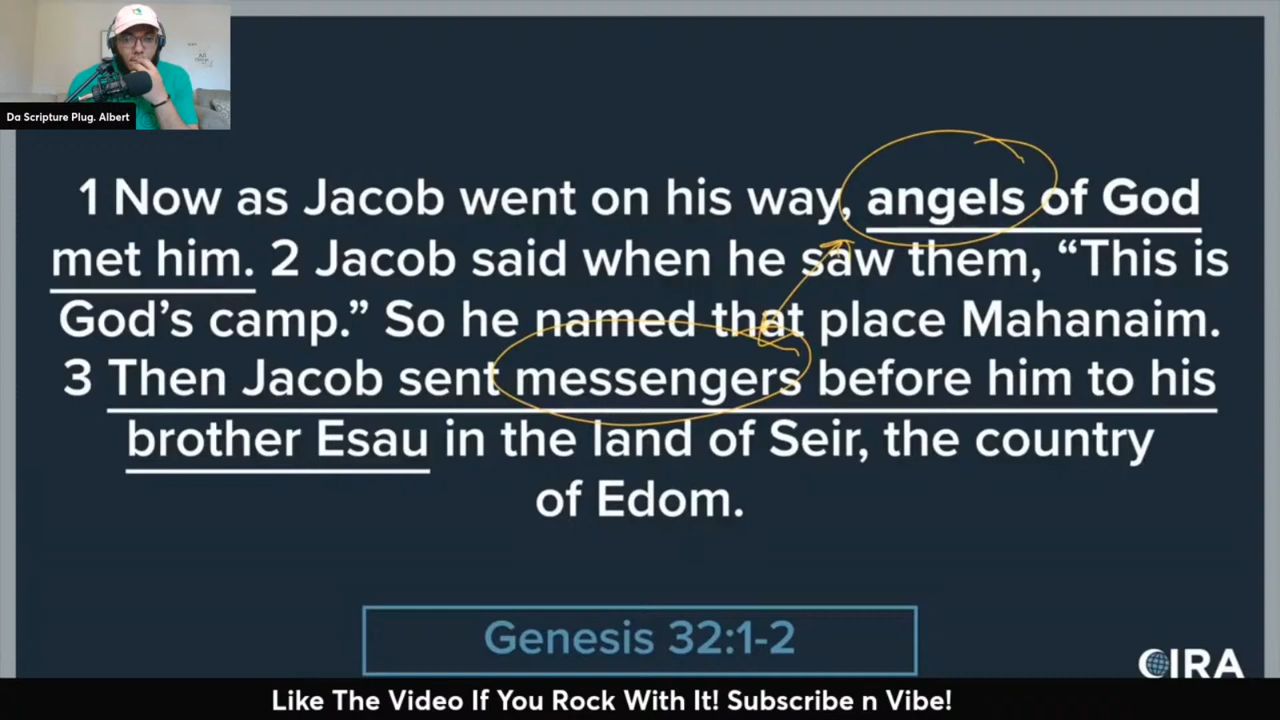 Da Scripture Plug. Albert
1 Now as Jacob went on his way, angels of God
met him. 2 Jacob said when he saw them, “This is
God’s camp.” So he named that place Mahanaim.
3 Then Jacob sent messengers before him to his
brother Esau in the land of Seir, the country
of Edom.
Genesis 32:1-2
CIRA
Like The Video If You Rock With It! Subscribe n Vibe!